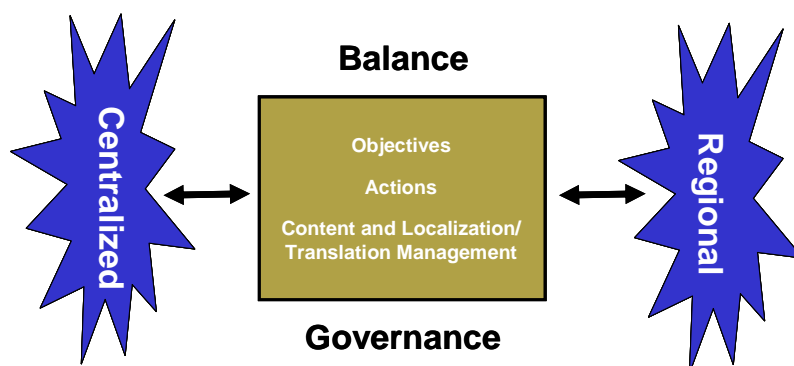 Balance
Centralized
Objectives
Actions
Content and Localization/
Translation Management
Regional
Governance